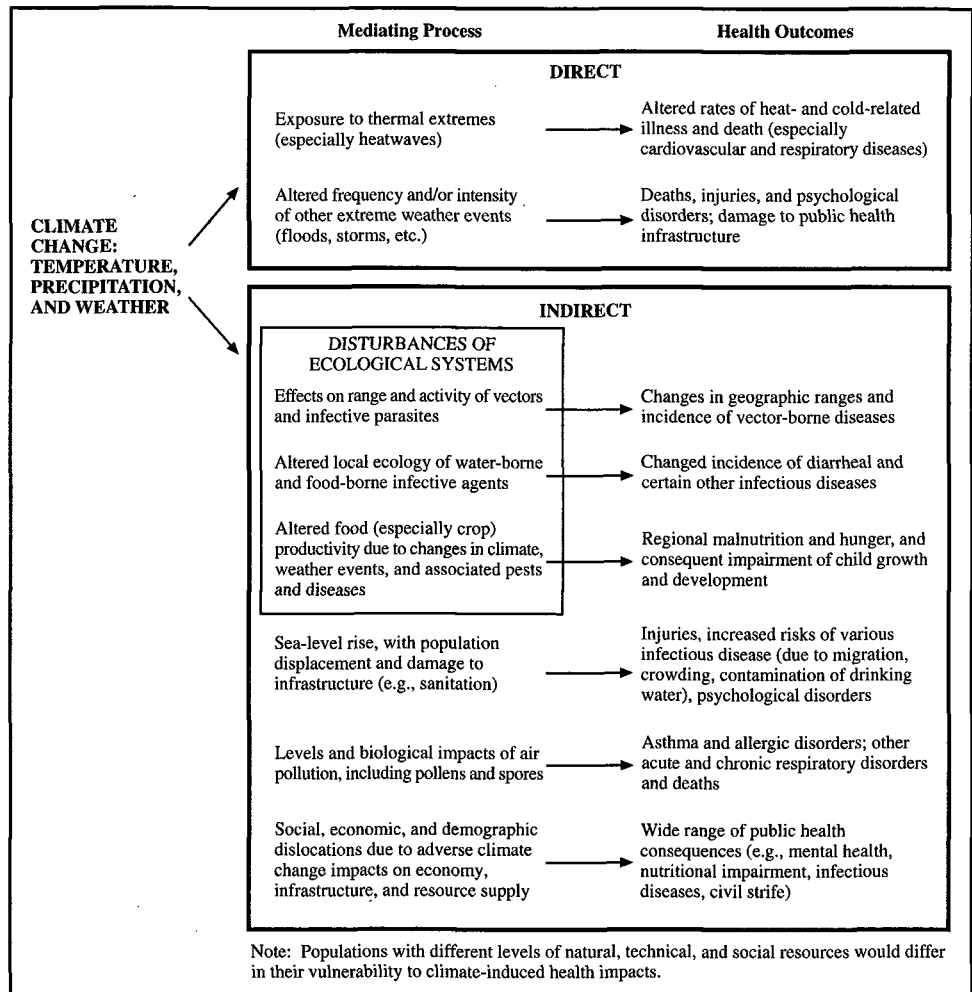 Mediating Process
Health Outcomes
DIRECT
Exposure to thermal extremes
(especially heatwaves)
Altered rates of heat- and cold-related
illness and death (especially
cardiovascular and respiratory diseases)
Altered frequency and/or intensity
of other extreme weather events
(floods, storms, etc.)
Deaths, injuries, and psychological
disorders; damage to public health
infrastructure
CLIMATE
CHANGE:
TEMPERATURE,
PRECIPITATION,
AND WEATHER
INDIRECT
DISTURBANCES OF
ECOLOGICAL SYSTEMS
Effects on range and activity of vectors
and infective parasites
Changes in geographic ranges and
incidence of vector-borne diseases
Altered local ecology of water-borne
and food-borne infective agents
Changed incidence of diarrheal and
certain other infectious diseases
Altered food (especially crop)
productivity due to changes in climate,
weather events, and associated pests
and diseases
Regional malnutrition and hunger, and
consequent impairment of child growth
and development
Sea-level rise, with population
displacement and damage to
infrastructure (e.g., sanitation)
Injuries, increased risks of various
infectious disease (due to migration,
crowding, contamination of drinking
water), psychological disorders
Levels and biological impacts of air
pollution, including pollens and spores
Asthma and allergic disorders; other
acute and chronic respiratory disorders
and deaths
Social, economic, and demographic
dislocations due to adverse climate
change impacts on economy,
infrastructure, and resource supply
Wide range of public health
consequences (e.g., mental health,
nutritional impairment, infectious
diseases, civil strife)
Note: Populations with different levels of natural, technical, and social resources would differ
in their vulnerability to climate-induced health impacts.